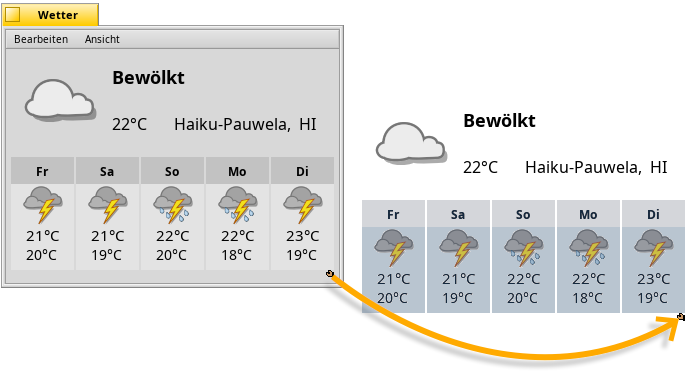 Wetter
Bearbeiten Ansicht
Bewölkt
22°C Haiku-Pauwela, HI
Fr Sa So Mo Di
21°C 21°C 22°C 22°C 23°C
20°C 19°C 20°C 18°C 19°C
Bewölkt
22°C Haiku-Pauwela, HI
Fr Sa So Mo Di
21°C 21°C 22°C 22°C 23°C
20°C 19°C 20°C 18°C 19°C